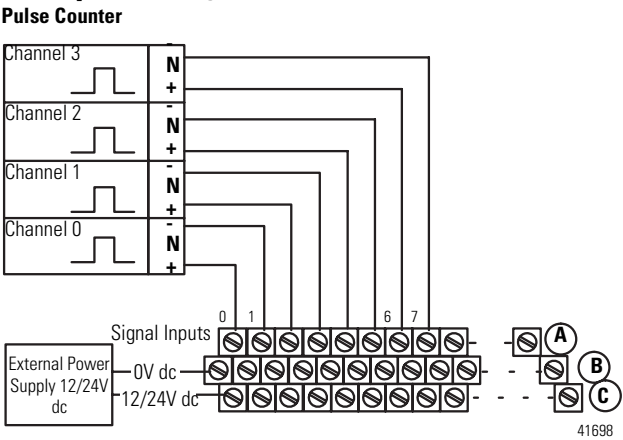 Pulse Counter
Channel 3
-
N
+
Channel 2
-
N
+
Channel 1
-
N
+
Channel 0
-
N
+
0 1 6 7
Signal Inputs
A
External Power
Supply 12/24V
dc
0V dc
B
12/24V dc
C
41698